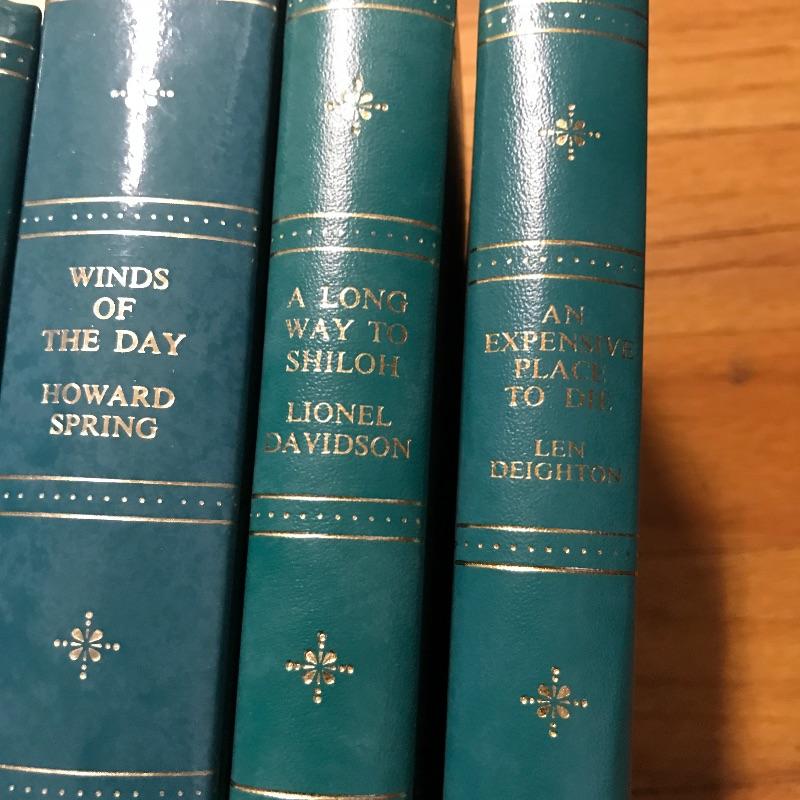 WINDS
OF
THE DAY
HOWARD
SPRING
A LONG
WAY TO
SHILOH
LIONEL
DAVIDSON
AN
EXPENSIVE
PLACE
TO DIE
LEN
DEIGHTON